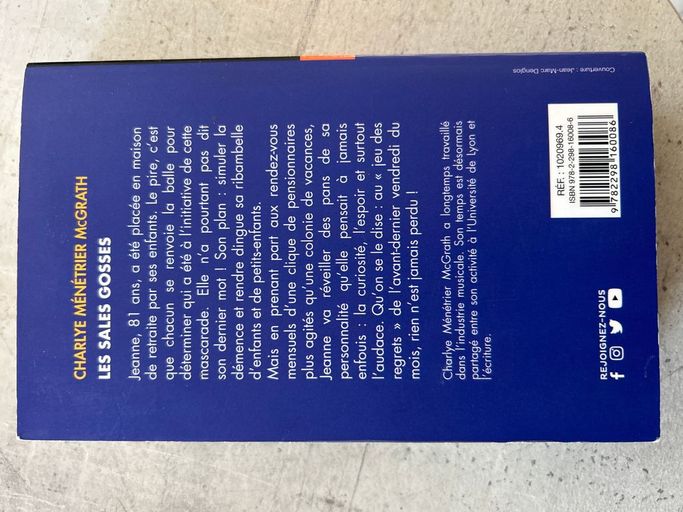 CHARLYE MÉNÉTRIER McGRATH
LES SALES GOSSES
Jeanne, 81 ans, a été placée en maison
de retraite par ses enfants. Le pire, c'est
que chacun se renvoie la balle pour
déterminer qui a été à l'initiative de cette
mascarade. Elle n'a pourtant pas dit
son dernier mot ! Son plan : simuler la
démence et rendre dingue sa ribambelle
d'enfants et de petits-enfants.
Mais en prenant part aux rendez-vous
mensuels d'une clique de pensionnaires
plus agités qu'une colonie de vacances,
Jeanne va réveiller des pans de sa
personnalité qu'elle pensait à jamais
enfouis : la curiosité, l'espoir et surtout
l'audace. Qu'on se le dise : au « jeu des
regrets » de l'avant-dernier vendredi du
mois, rien n'est jamais perdu !
Charlye Ménétrier McGrath a longtemps travaillé
dans l'industrie musicale. Son temps est désormais
partagé entre son activité à l'Université de Lyon et
l'écriture.
REJOIGNEZ-NOUS
RÉF. : 1020969.4
ISBN 978-2-298-16008-6
9 782298 160086
Couverture : Jean-Marc Denglos